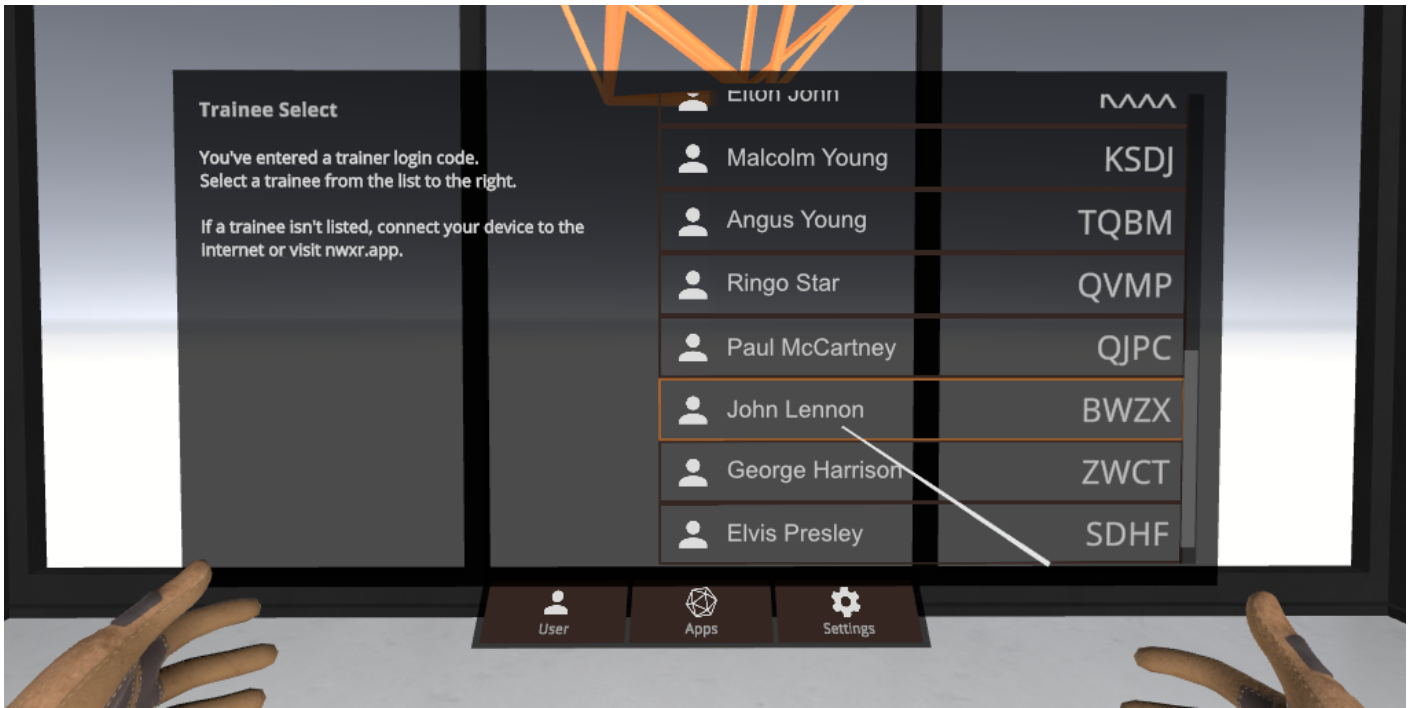 Trainee Select
You've entered a trainer login code.
Select a trainee from the list to the right.
If a trainee isn't listed, connect your device to the
internet or visit nwxr.app.
Elton John
Malcolm Young KSDJ
Angus Young TQBM
Ringo Star QVMP
Paul McCartney QJPC
John Lennon BWZX
George Harrison ZWCT
Elvis Presley SDHF
User Apps Settings